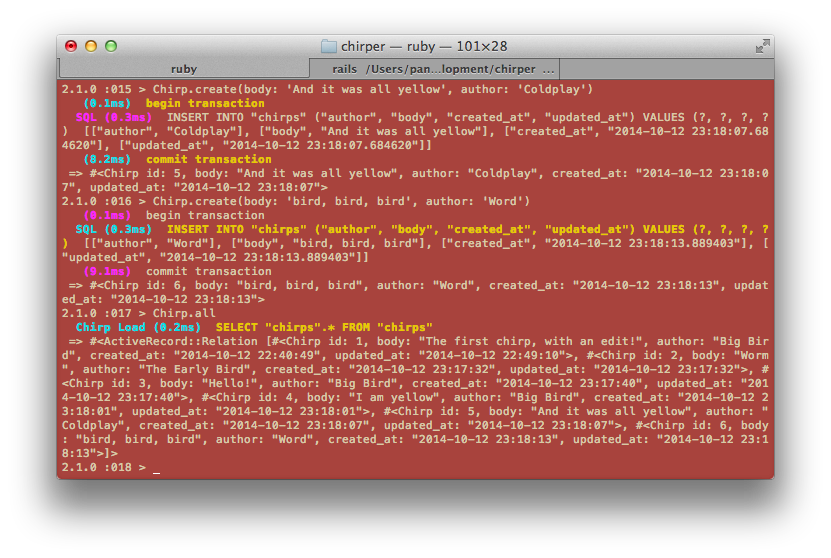 chirper — ruby — 101×28
ruby
rails /Users/pan...lopment/chirper ...
2.1.0 :015 > Chirp.create(body: 'And it was all yellow', author: 'Coldplay')
(0.1ms) begin transaction
SQL (0.3ms) INSERT INTO "chirps" ("author", "body", "created_at", "updated_at") VALUES (?, ?, ?, ?
) [["author", "Coldplay"], ["body", "And it was all yellow"], ["created_at", "2014-10-12 23:18:07.68
4620"], ["updated_at", "2014-10-12 23:18:07.684620"]]
(8.2ms) commit transaction
=> #<Chirp id: 5, body: "And it was all yellow", author: "Coldplay", created_at: "2014-10-12 23:18:0
7", updated_at: "2014-10-12 23:18:07">
2.1.0 :016 > Chirp.create(body: 'bird, bird, bird', author: 'Word')
(0.1ms) begin transaction
SQL (0.3ms) INSERT INTO "chirps" ("author", "body", "created_at", "updated_at") VALUES (?, ?, ?, ?
) [["author", "Word"], ["body", "bird, bird, bird"], ["created_at", "2014-10-12 23:18:13.889403"], [
"updated_at", "2014-10-12 23:18:13.889403"]]
(9.1ms) commit transaction
=> #<Chirp id: 6, body: "bird, bird, bird", author: "Word", created_at: "2014-10-12 23:18:13", updat
ed_at: "2014-10-12 23:18:13">
2.1.0 :017 > Chirp.all
Chirp Load (0.2ms) SELECT "chirps".* FROM "chirps"
=> #<ActiveRecord::Relation [#<Chirp id: 1, body: "The first chirp, with an edit!", author: "Big Bir
d", created_at: "2014-10-12 22:40:49", updated_at: "2014-10-12 22:49:10">, #<Chirp id: 2, body: "Worm
", author: "The Early Bird", created_at: "2014-10-12 23:17:32", updated_at: "2014-10-12 23:17:32">, #
<Chirp id: 3, body: "Hello!", author: "Big Bird", created_at: "2014-10-12 23:17:40", updated_at: "201
4-10-12 23:17:40">, #<Chirp id: 4, body: "I am yellow", author: "Big Bird", created_at: "2014-10-12 2
3:18:01", updated_at: "2014-10-12 23:18:01">, #<Chirp id: 5, body: "And it was all yellow", author: "
Coldplay", created_at: "2014-10-12 23:18:07", updated_at: "2014-10-12 23:18:07">, #<Chirp id: 6, body
: "bird, bird, bird", author: "Word", created_at: "2014-10-12 23:18:13", updated_at: "2014-10-12 23:1
8:13">]>
2.1.0 :018 > _